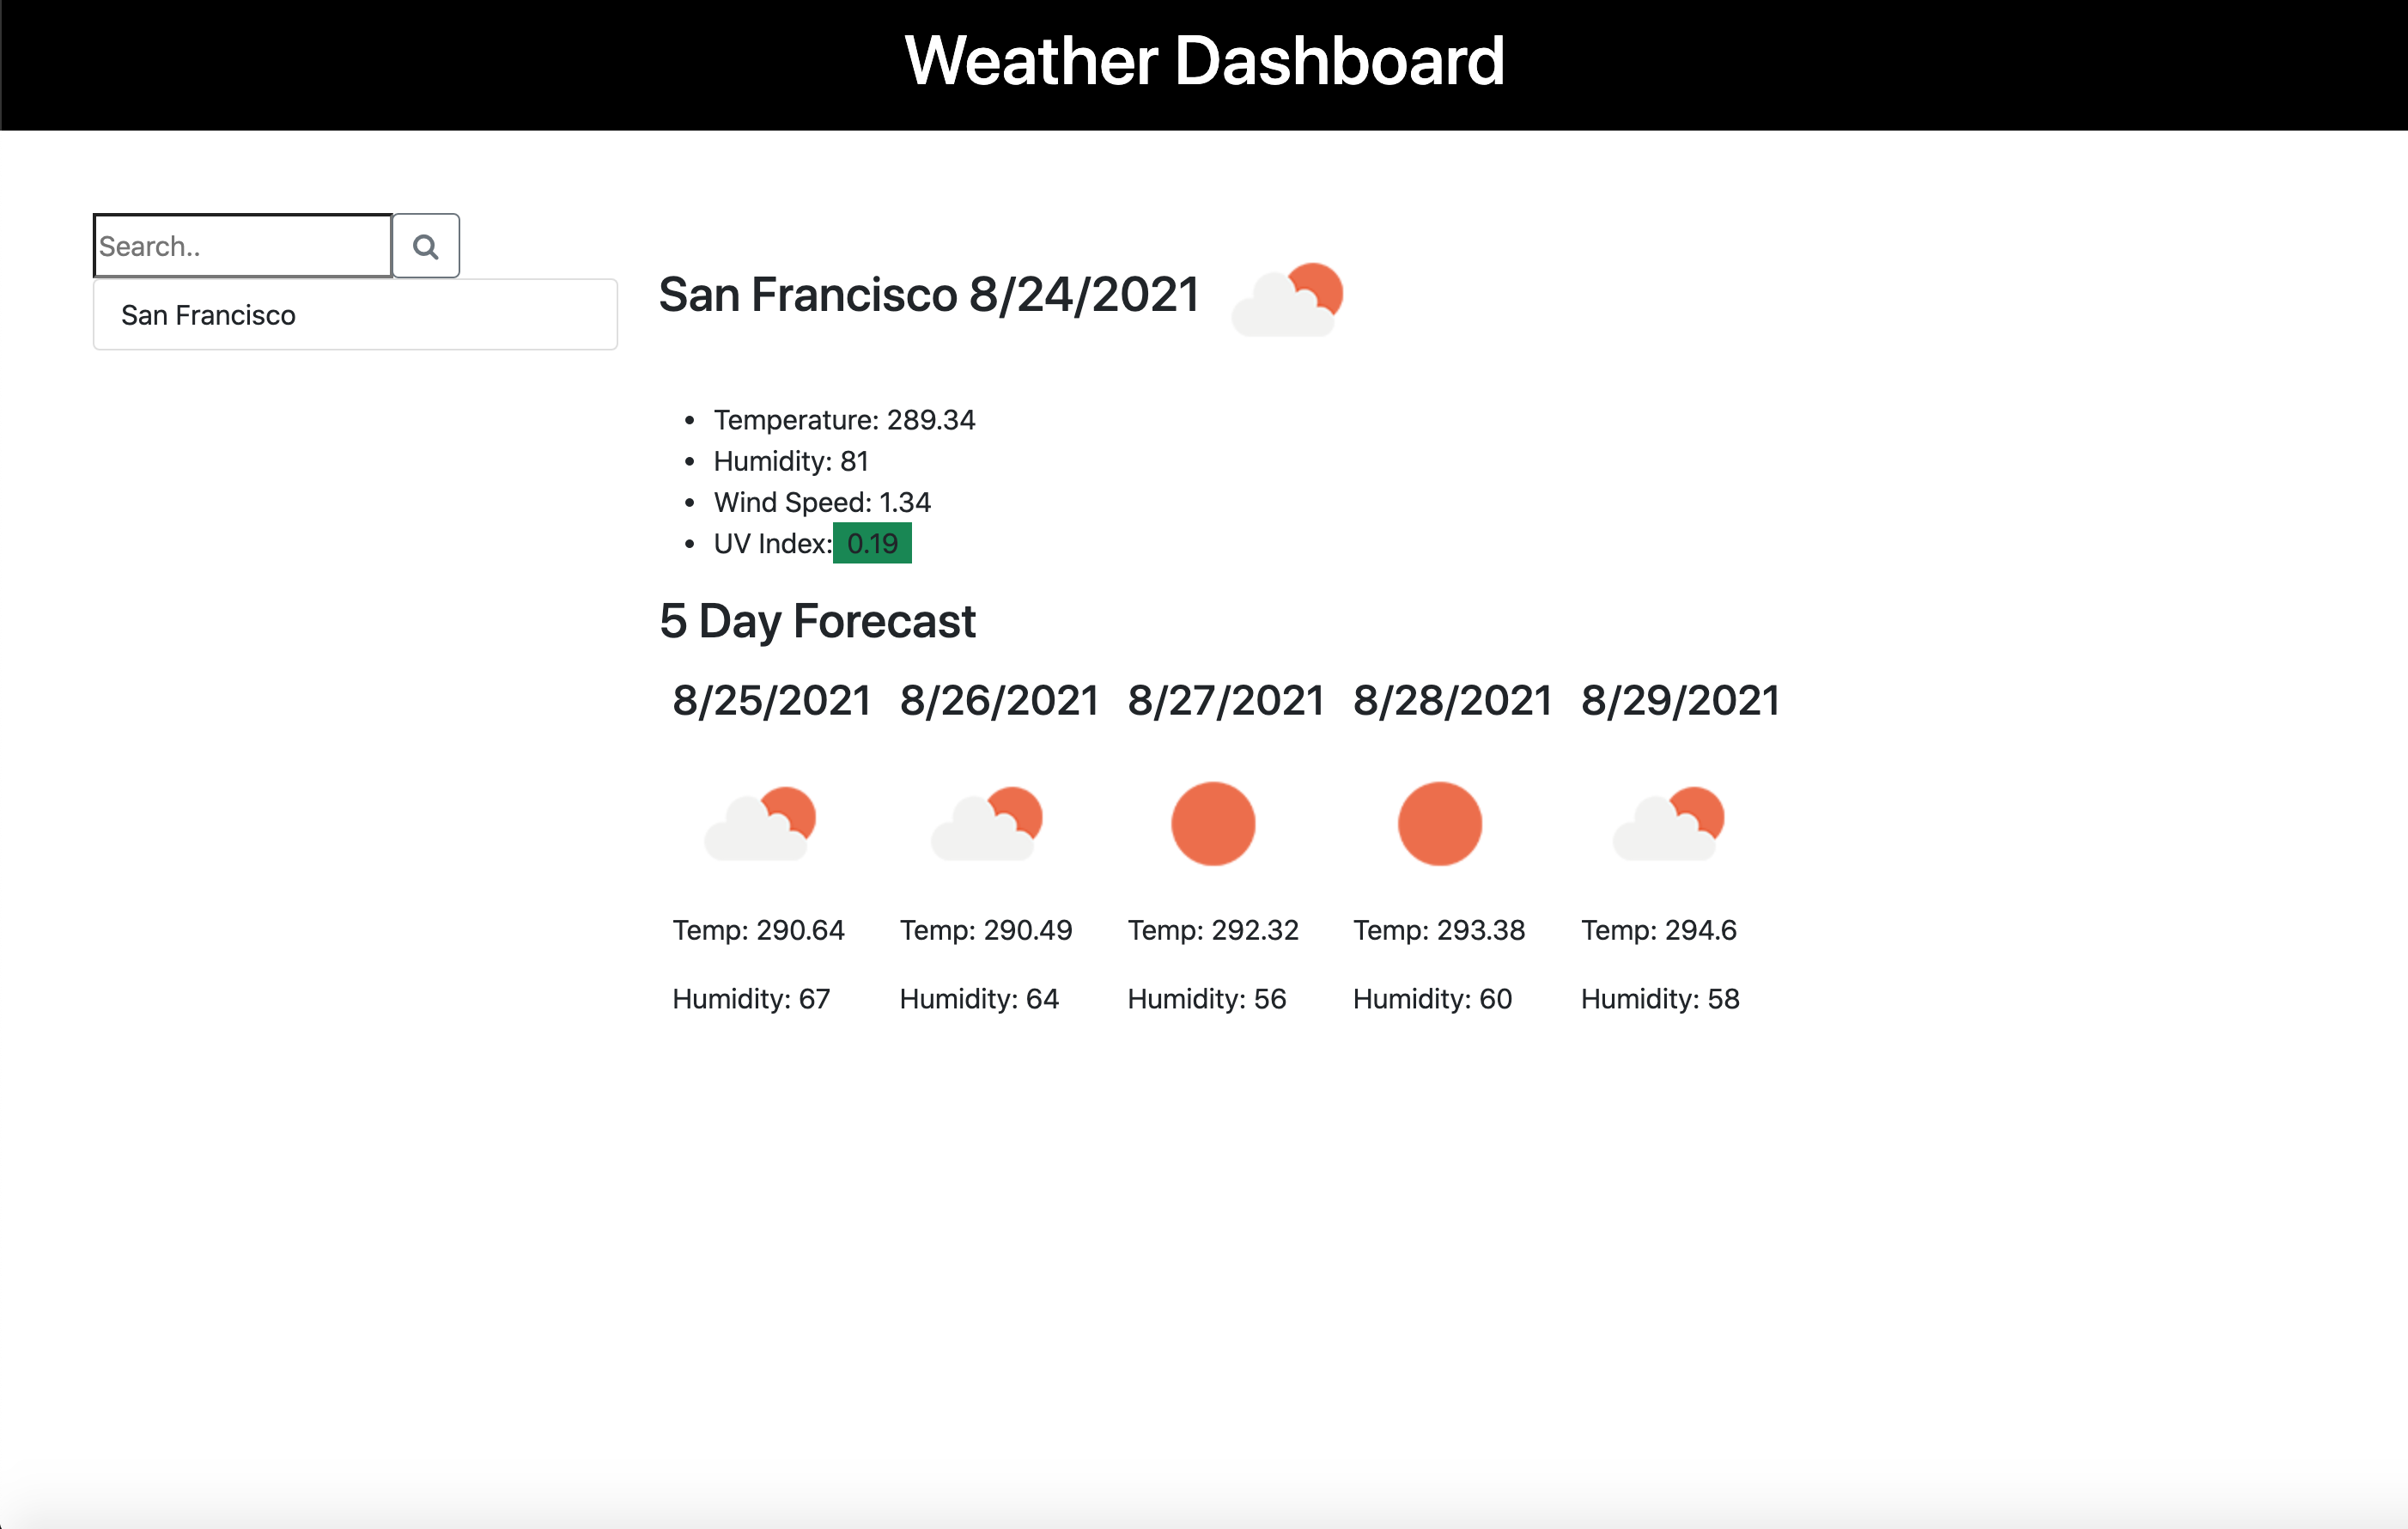 Weather Dashboard
Search..
San Francisco
San Francisco 8/24/2021
Temperature: 289.34
Humidity: 81
Wind Speed: 1.34
UV Index: 0.19
5 Day Forecast
8/25/2021 8/26/2021 8/27/2021 8/28/2021 8/29/2021
Temp: 290.64 Temp: 290.49 Temp: 292.32 Temp: 293.38 Temp: 294.6
Humidity: 67 Humidity: 64 Humidity: 56 Humidity: 60 Humidity: 58